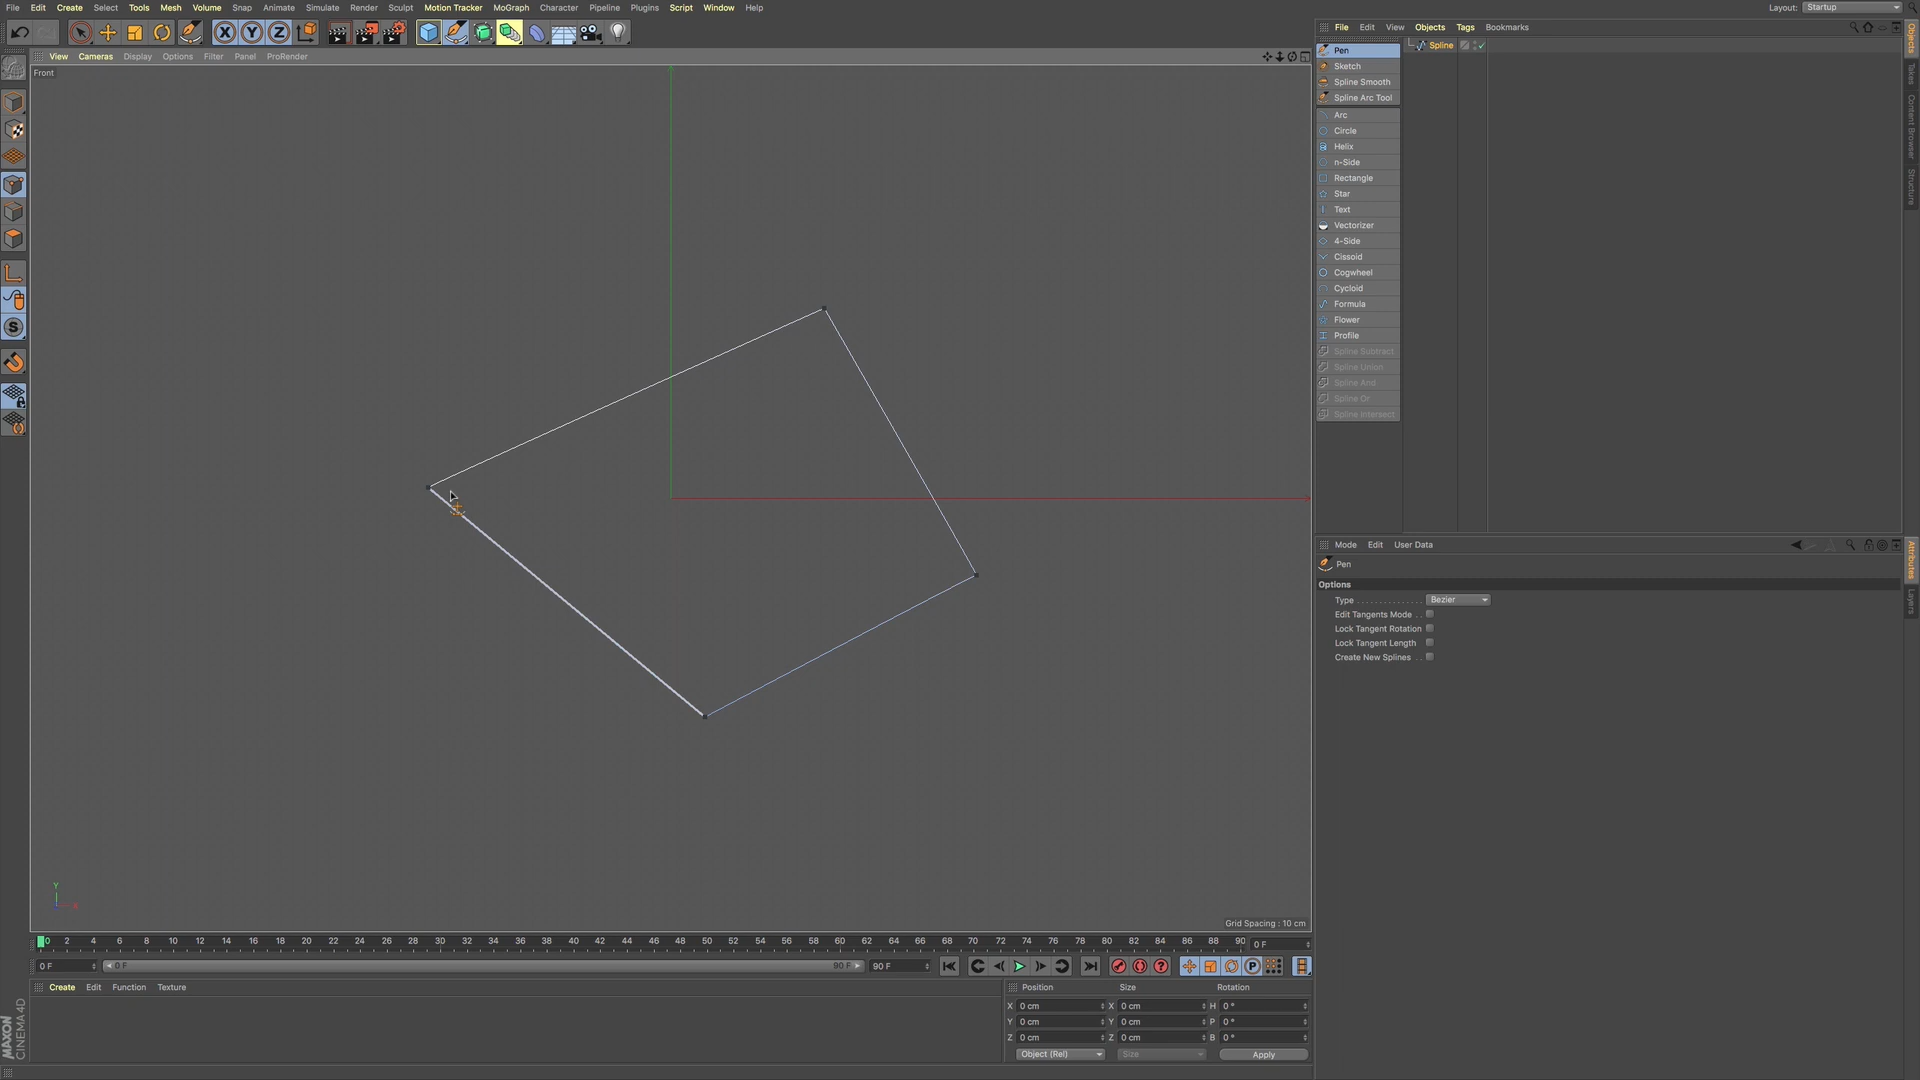 File Edit Create Select Tools Mesh Volume Snap Animate Simulate Render Sculpt Motion Tracker MoGraph Character Pipeline Plugins Script Window Help Layout: Startup
X Y Z
View Cameras Display Options Filter Panel ProRender
Front
File Edit View Objects Tags Bookmarks
Pen
Spline
Sketch
Spline Smooth
Spline Arc Tool
Arc
Circle
Helix
n-Side
Rectangle
Star
Text
Vectorizer
4-Side
Cissoid
Cogwheel
Cycloid
Formula
Flower
Profile
Spline Subtract
Spline Union
Spline And
Spline Or
Spline Intersect
Objects
Takes
Content Browser
Structure
S
Mode Edit User Data
Pen
Options
Type Bezier
Edit Tangents Mode
Lock Tangent Rotation
Lock Tangent Length
Create New Splines
Attributes
Layers
Y
X
Grid Spacing : 10 cm
0 2 4 6 8 10 12 14 16 18 20 22 24 26 28 30 32 34 36 38 40 42 44 46 48 50 52 54 56 58 60 62 64 66 68 70 72 74 76 78 80 82 84 86 88 90 0 F
0 F 0 F 90 F 90 F
P
Create Edit Function Texture
Position Size Rotation
X 0 cm X 0 cm H 0 °
Y 0 cm Y 0 cm P 0 °
Z 0 cm Z 0 cm B 0 °
Object (Rel) Size Apply
MAXON
CINEMA 4D